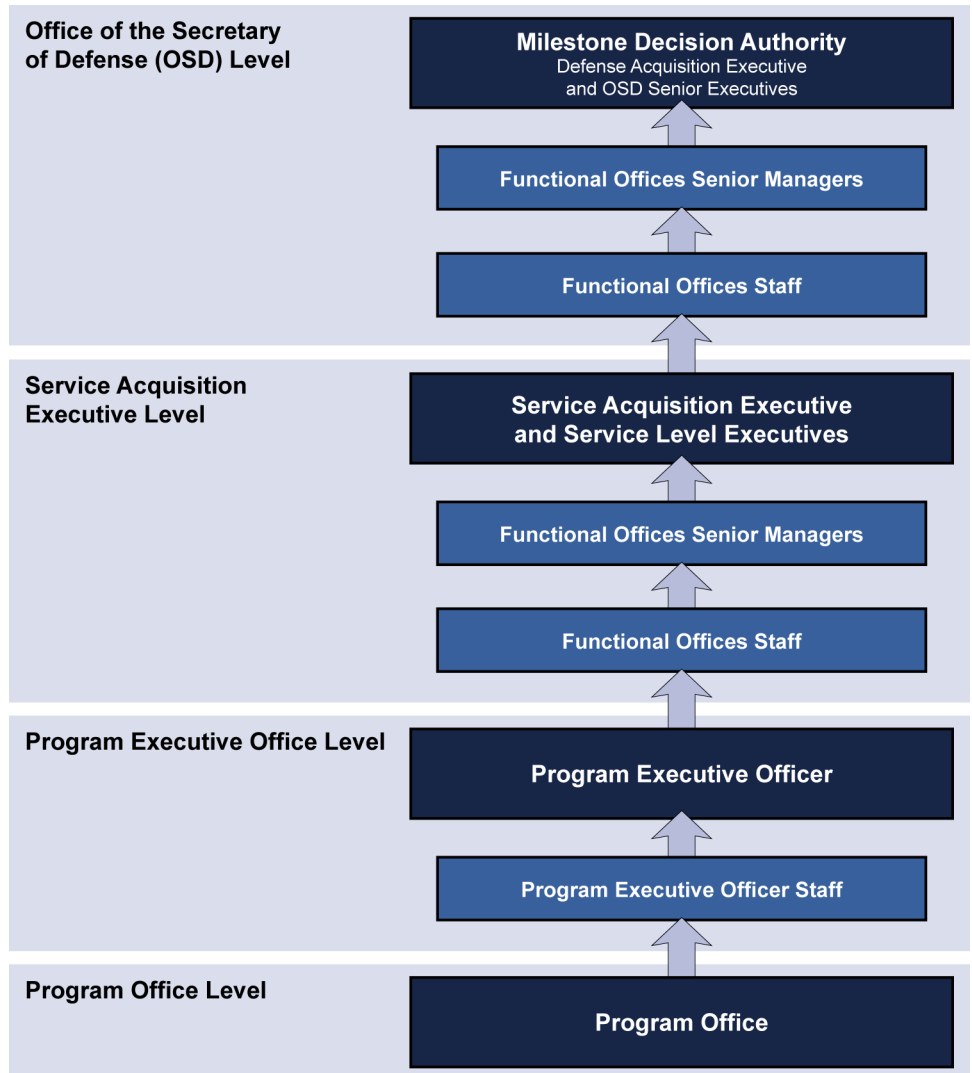 Office of the Secretary
of Defense (OSD) Level
Milestone Decision Authority
Defense Acquisition Executive
and OSD Senior Executives
Functional Offices Senior Managers
Functional Offices Staff
Service Acquisition
Executive Level
Service Acquisition Executive
and Service Level Executives
Functional Offices Senior Managers
Functional Offices Staff
Program Executive Office Level
Program Executive Officer
Program Executive Officer Staff
Program Office Level
Program Office